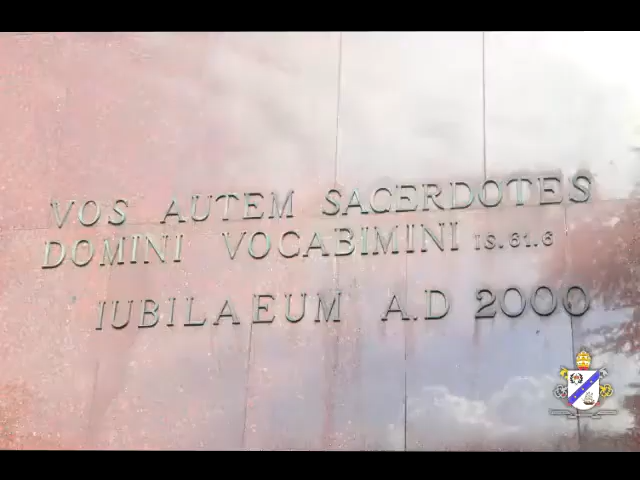 VOS AUTEM SACERDOTES
DOMINI VOCABIMINI IS.61.6
IUBILAEUM A.D 2000